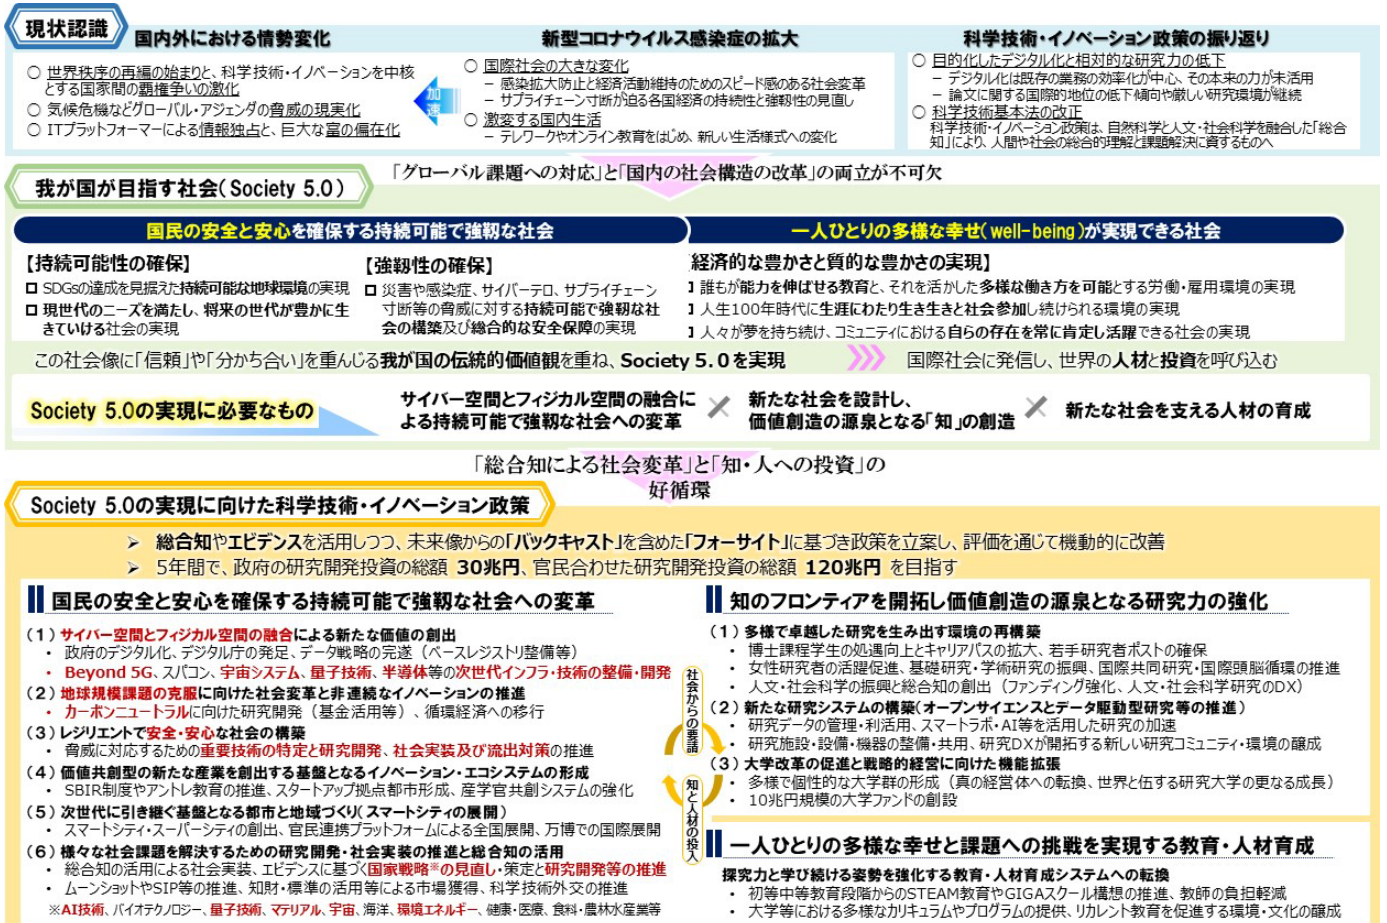 現状認識
国内外における情勢変化
○ 世界秩序の再編の始まりと、科学技術・イノベーションを中核
とする国家間の覇権争いの激化
○ 気候危機などグローバル・アジェンダの脅威の現実化
○ ITプラットフォーマーによる情報独占と、巨大な富の偏在化
加速
新型コロナウイルス感染症の拡大
○ 国際社会の大きな変化
– 感染拡大防止と経済活動維持のためのスピード感のある社会変革
– サプライチェーン寸断が迫る各国経済の持続性と強靱性の見直し
○ 激変する国内生活
– テレワークやオンライン教育をはじめ、新しい生活様式への変化
科学技術・イノベーション政策の振り返り
○ 目的化したデジタル化と相対的な研究力の低下
– デジタル化は既存の業務の効率化が中心、その本来の力が未活用
– 論文に関する国際的地位の低下傾向や厳しい研究環境が継続
○ 科学技術基本法の改正
科学技術・イノベーション政策は、自然科学と人文・社会科学を融合した「総合
知」により、人間や社会の総合的理解と課題解決に資するものへ
「グローバル課題への対応」と「国内の社会構造の改革」の両立が不可欠
我が国が目指す社会(Society 5.0)
国民の安全と安心を確保する持続可能で強靱な社会
【持続可能性の確保】
□ SDGsの達成を見据えた持続可能な地球環境の実現
□ 現世代のニーズを満たし、将来の世代が豊かに生
きていける社会の実現
【強靱性の確保】
□ 災害や感染症、サイバーテロ、サプライチェーン
寸断等の脅威に対する持続可能で強靱な社
会の構築及び総合的な安全保障の実現
一人ひとりの多様な幸せ(well-being)が実現できる社会
【経済的な豊かさと質的な豊かさの実現】
□ 誰もが能力を伸ばせる教育と、それを活かした多様な働き方を可能とする労働・雇用環境の実現
□ 人生100年時代に生涯にわたり生き生きと社会参加し続けられる環境の実現
□ 人々が夢を持ち続け、コミュニティにおける自らの存在を常に肯定し活躍できる社会の実現
この社会像に「信頼」や「分かち合い」を重んじる我が国の伝統的価値観を重ね、Society 5.0を実現
国際社会に発信し、世界の人材と投資を呼び込む
Society 5.0の実現に必要なもの
サイバー空間とフィジカル空間の融合に
よる持続可能で強靱な社会への変革
×
新たな社会を設計し、
価値創造の源泉となる「知」の創造
×
新たな社会を支える人材の育成
「総合知による社会変革」と「知・人への投資」の
好循環
Society 5.0の実現に向けた科学技術・イノベーション政策
➢ 総合知やエビデンスを活用しつつ、未来像からの「バックキャスト」を含めた「フォーサイト」に基づき政策を立案し、評価を通じて機動的に改善
➢ 5年間で、政府の研究開発投資の総額 30兆円、官民合わせた研究開発投資の総額 120兆円 を目指す
国民の安全と安心を確保する持続可能で強靱な社会への変革
(1)サイバー空間とフィジカル空間の融合による新たな価値の創出
・ 政府のデジタル化、デジタル庁の発足、データ戦略の完遂（ベースレジストリ整備等）
・ Beyond 5G、スパコン、宇宙システム、量子技術、半導体等の次世代インフラ・技術の整備・開発
(2)地球規模課題の克服に向けた社会変革と非連続なイノベーションの推進
・ カーボンニュートラルに向けた研究開発（基金活用等）、循環経済への移行
(3)レジリエントで安全・安心な社会の構築
・ 脅威に対応するための重要技術の特定と研究開発、社会実装及び流出対策の推進
(4)価値共創型の新たな産業を創出する基盤となるイノベーション・エコシステムの形成
・ SBIR制度やアントレ教育の推進、スタートアップ拠点都市形成、産学官共創システムの強化
(5)次世代に引き継ぐ基盤となる都市と地域づくり(スマートシティの展開)
・ スマートシティ・スーパーシティの創出、官民連携プラットフォームによる全国展開、万博での国際展開
(6)様々な社会課題を解決するための研究開発・社会実装の推進と総合知の活用
・ 総合知の活用による社会実装、エビデンスに基づく国家戦略※の見直し・策定と研究開発等の推進
・ ムーンショットやSIP等の推進、知財・標準の活用等による市場獲得、科学技術外交の推進
※AI技術、バイオテクノロジー、量子技術、マテリアル、宇宙、海洋、環境エネルギー、健康・医療、食料・農林水産業等
社会からの要請
知と人材の投入
知のフロンティアを開拓し価値創造の源泉となる研究力の強化
(1)多様で卓越した研究を生み出す環境の再構築
・ 博士課程学生の処遇向上とキャリアパスの拡大、若手研究者ポストの確保
・ 女性研究者の活躍促進、基礎研究・学術研究の振興、国際共同研究・国際頭脳循環の推進
・ 人文・社会科学の振興と総合知の創出（ファンディング強化、人文・社会科学研究のDX）
(2)新たな研究システムの構築(オープンサイエンスとデータ駆動型研究等の推進)
・ 研究データの管理・利活用、スマートラボ・AI等を活用した研究の加速
・ 研究施設・設備・機器の整備・共用、研究DXが開拓する新しい研究コミュニティ・環境の醸成
(3)大学改革の促進と戦略的経営に向けた機能拡張
・ 多様で個性的な大学群の形成（真の経営体への転換、世界と伍する研究大学の更なる成長）
・ 10兆円規模の大学ファンドの創設
一人ひとりの多様な幸せと課題への挑戦を実現する教育・人材育成
探究力と学び続ける姿勢を強化する教育・人材育成システムへの転換
・ 初等中等教育段階からのSTEAM教育やGIGAスクール構想の推進、教師の負担軽減
・ 大学等における多様なカリキュラムやプログラムの提供、リカレント教育を促進する環境・文化の醸成